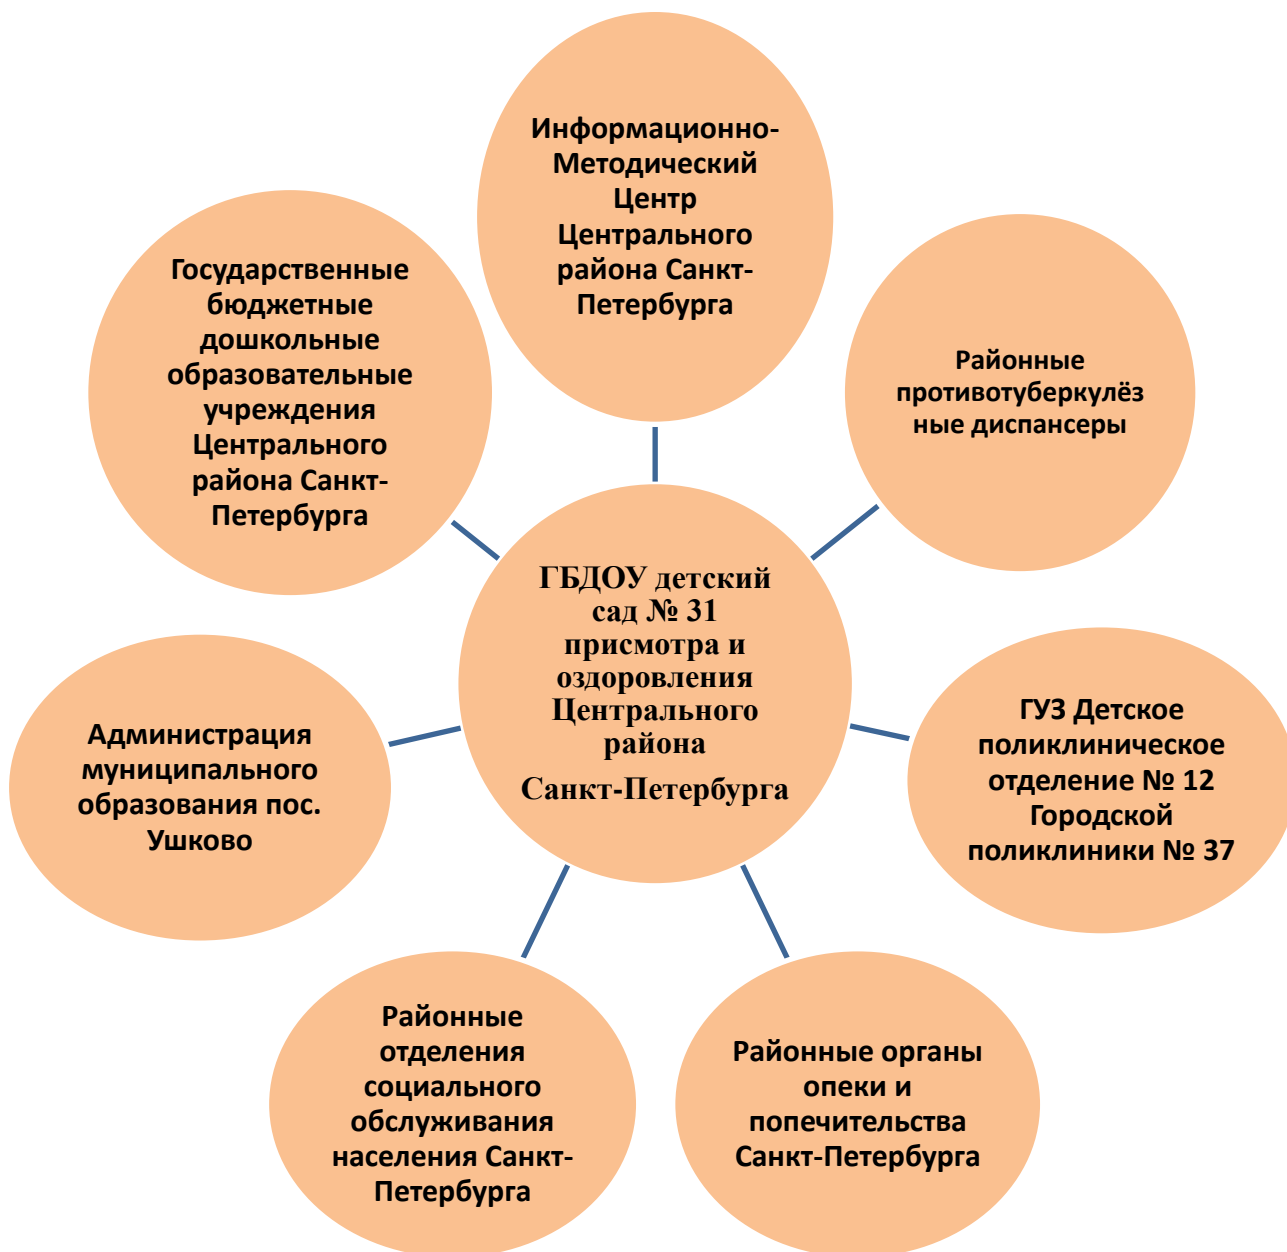 Информационно-
Методический
Центр
Центрального
района Санкт-
Петербурга
Государственные
бюджетные
дошкольные
образовательные
учреждения
Центрального
района Санкт-
Петербурга
Районные
противотуберкулёз
ные диспансеры
ГБДОУ детский
сад № 31
присмотра и
оздоровления
Центрального
района
Санкт-Петербурга
Администрация
муниципального
образования пос.
Ушково
ГУЗ Детское
поликлиническое
отделение № 12
Городской
поликлиники № 37
Районные
отделения
социального
обслуживания
населения Санкт-
Петербурга
Районные органы
опеки и
попечительства
Санкт-Петербурга